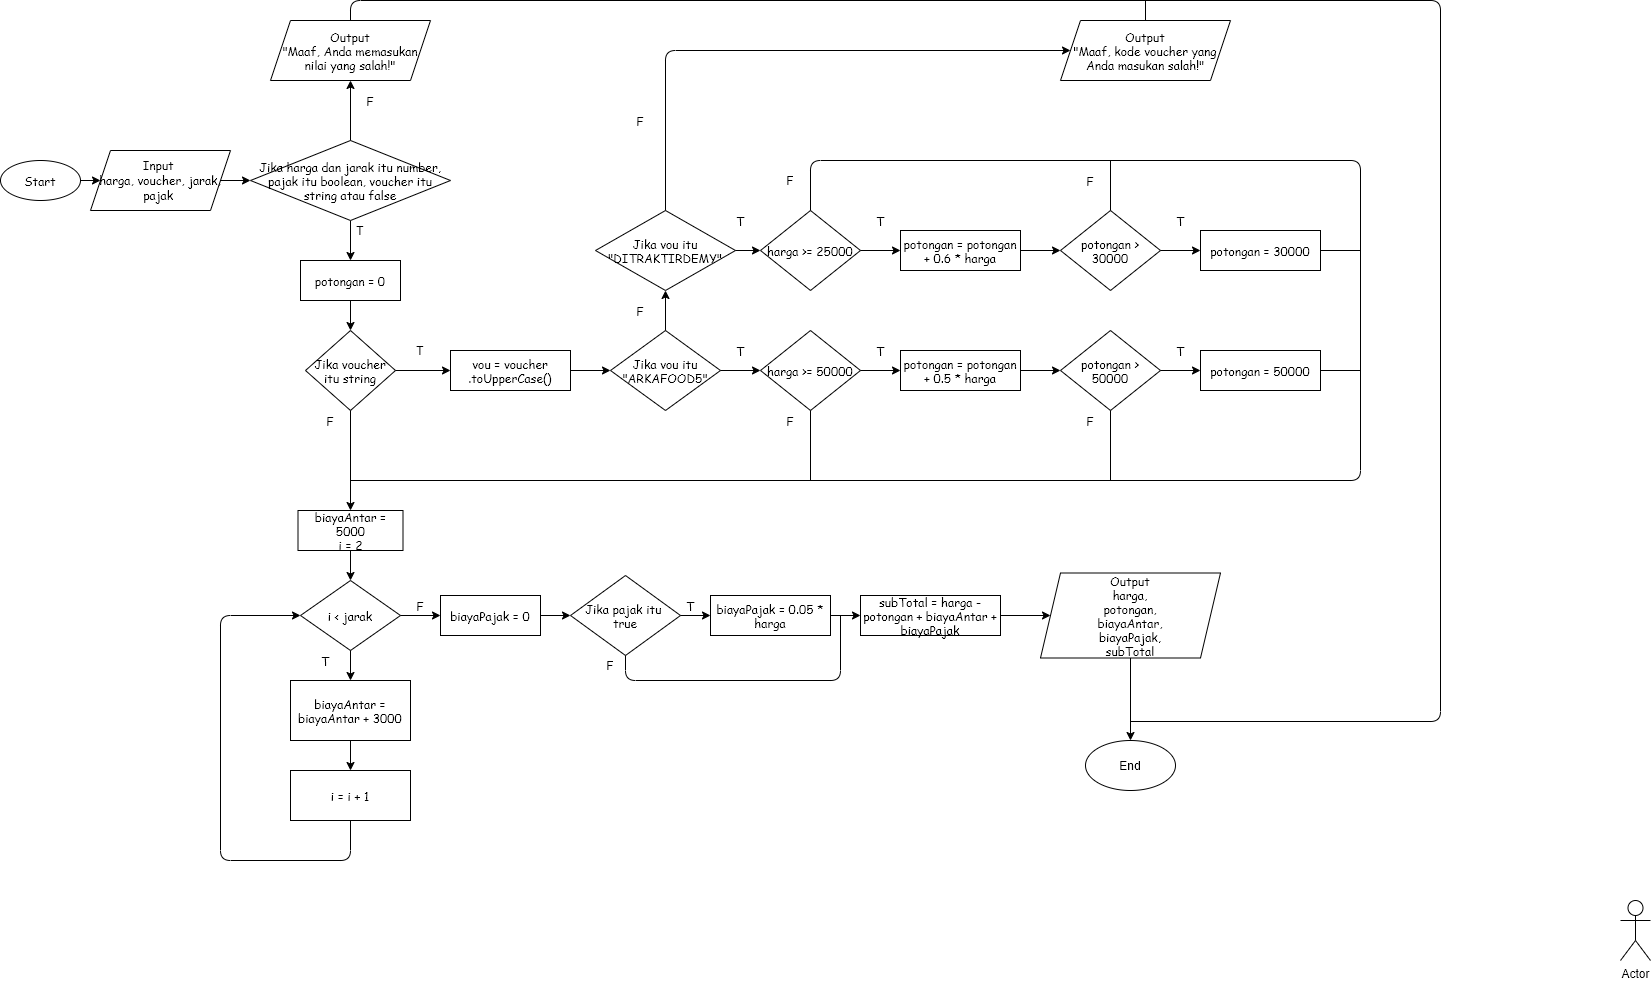 Output
"Maaf, Anda memasukan
nilai yang salah!"
Output
"Maaf, kode voucher yang
Anda masukan salah!"
F
F
Start
Input
harga, voucher, jarak,
pajak
Jika harga dan jarak itu number,
pajak itu boolean, voucher itu
string atau false
F
F
T
T
T
T
Jika vou itu
"DITRAKTIRDEMY"
harga >= 25000
potongan = potongan
+ 0.6 * harga
potongan >
30000
potongan = 30000
potongan = 0
F
T
T
T
T
Jika voucher
itu string
vou = voucher
.toUpperCase()
Jika vou itu
"ARKAFOOD5"
harga >= 50000
potongan = potongan
+ 0.5 * harga
potongan >
50000
potongan = 50000
F
F
F
biayaAntar =
5000
i = 2
i < jarak
F
biayaPajak = 0
Jika pajak itu
true
T
biayaPajak = 0.05 *
harga
subTotal = harga -
potongan + biayaAntar +
biayaPajak
Output
harga,
potongan,
biayaAntar,
biayaPajak,
subTotal
T
F
biayaAntar =
biayaAntar + 3000
End
i = i + 1
Actor